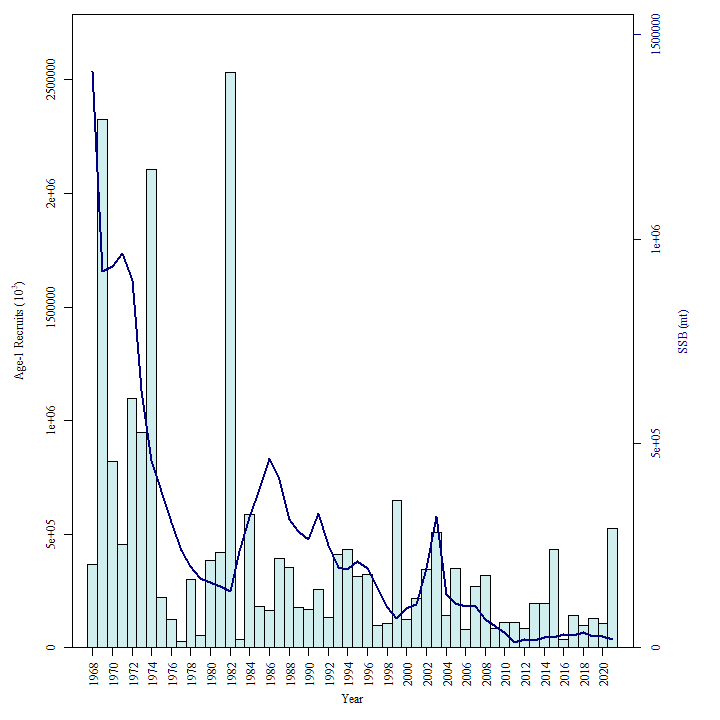 2500000
2e+06
1500000
1e+06
5e+05
0
Age-1 Recruits (10³)
1500000
1e+06
5e+05
0
SSB (mt)
1968 1970 1972 1974 1976 1978 1980 1982 1984 1986 1988 1990 1992 1994 1996 1998 2000 2002 2004 2006 2008 2010 2012 2014 2016 2018 2020
Year